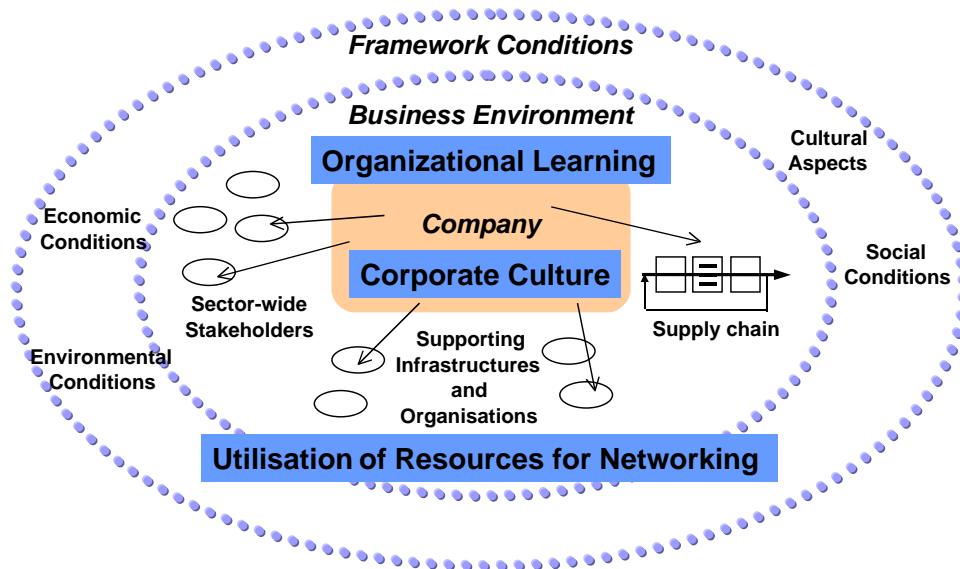 Framework Conditions
Business Environment
Organizational Learning
Cultural
Aspects
Economic
Conditions
Company
Social
Conditions
Corporate Culture
Sector-wide
Stakeholders
Supply chain
Environmental
Conditions
Supporting
Infrastructures
and
Organisations
Utilisation of Resources for Networking